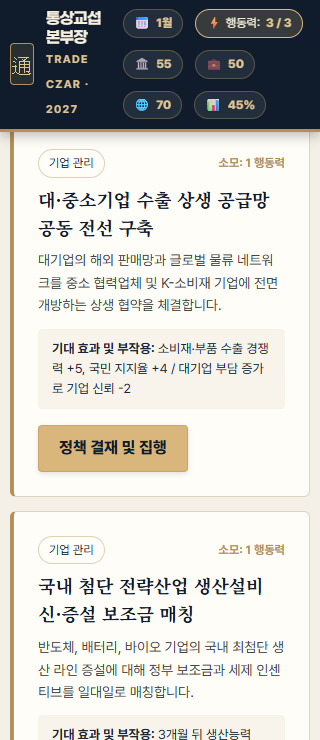 通
통상교섭
본부장
TRADE
CZAR ·
2027
1월
행동력: 3 / 3
55
50
70
45%
기업 관리
소모: 1 행동력
대·중소기업 수출 상생 공급망
공동 전선 구축
대기업의 해외 판매망과 글로벌 물류 네트워
크를 중소 협력업체 및 K-소비재 기업에 전면
개방하는 상생 협약을 체결합니다.
기대 효과 및 부작용: 소비재·부품 수출 경쟁
력 +5, 국민 지지율 +4 / 대기업 부담 증가
로 기업 신뢰 -2
정책 결재 및 집행
기업 관리
소모: 1 행동력
국내 첨단 전략산업 생산설비
신·증설 보조금 매칭
반도체, 배터리, 바이오 기업의 국내 최첨단 생
산 라인 증설에 대해 정부 보조금과 세제 인센
티브를 일대일로 매칭합니다.
기대 효과 및 부작용: 3개월 뒤 생산능력